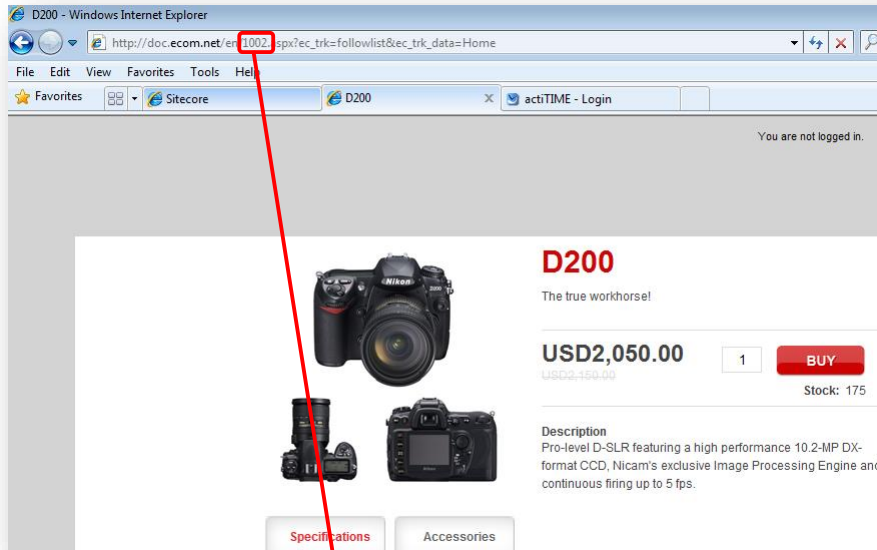 D200 - Windows Internet Explorer
http://doc.ecom.net/en/1002.aspx?ec_trk=followlist&ec_trk_data=Home
File Edit View Favorites Tools Help
Favorites Sitecore D200 actiTIME - Login
You are not logged in.
Nikon
D200
The true workhorse!
USD2,050.00 1 BUY
USD2,150.00
Stock: 175
Description
Pro-level D-SLR featuring a high performance 10.2-MP DX-
format CCD, Nicam's exclusive Image Processing Engine and
continuous firing up to 5 fps.
Specifications Accessories